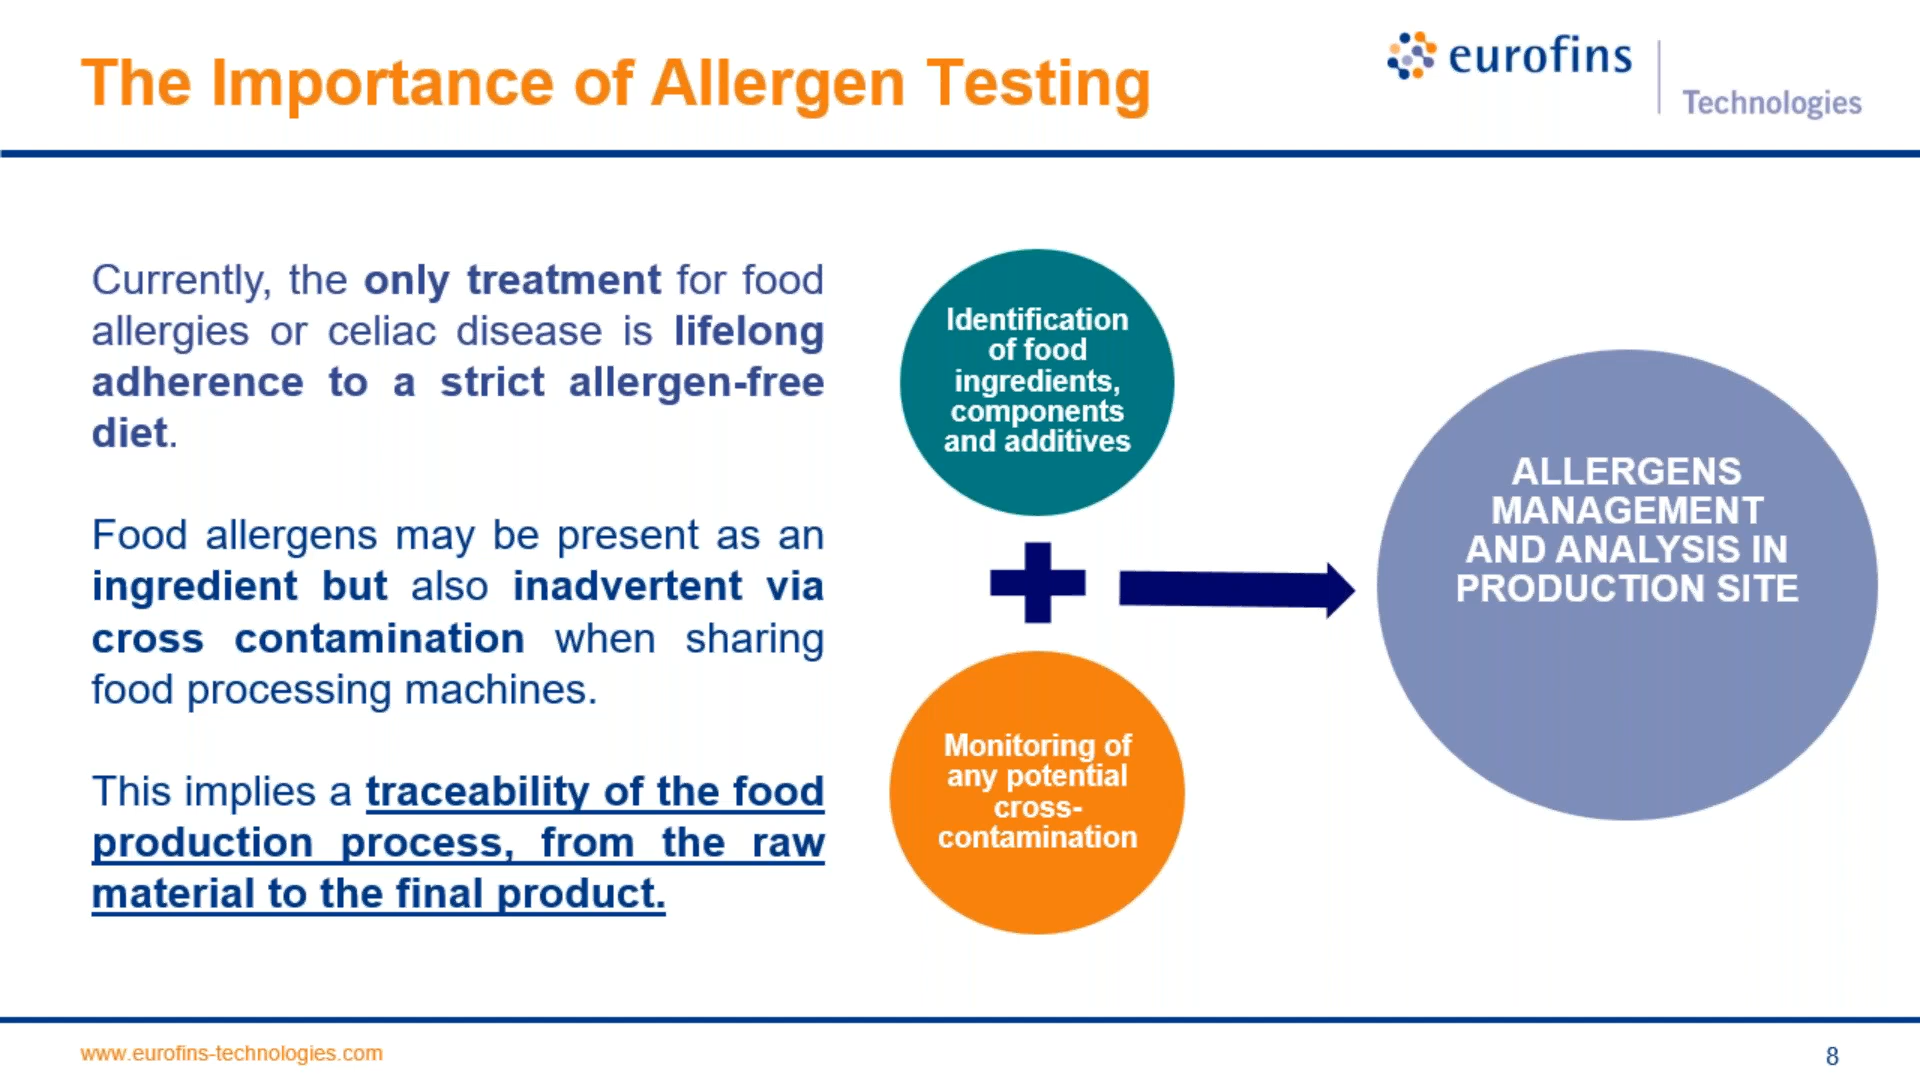 The Importance of Allergen Testing
eurofins
Technologies
Currently, the only treatment for food
allergies or celiac disease is lifelong
adherence to a strict allergen-free
diet.
Food allergens may be present as an
ingredient but also inadvertent via
cross contamination when sharing
food processing machines.
This implies a traceability of the food
production process, from the raw
material to the final product.
Identification
of food
ingredients,
components
and additives
Monitoring of
any potential
cross-
contamination
ALLERGENS
MANAGEMENT
AND ANALYSIS IN
PRODUCTION SITE
www.eurofins-technologies.com
8